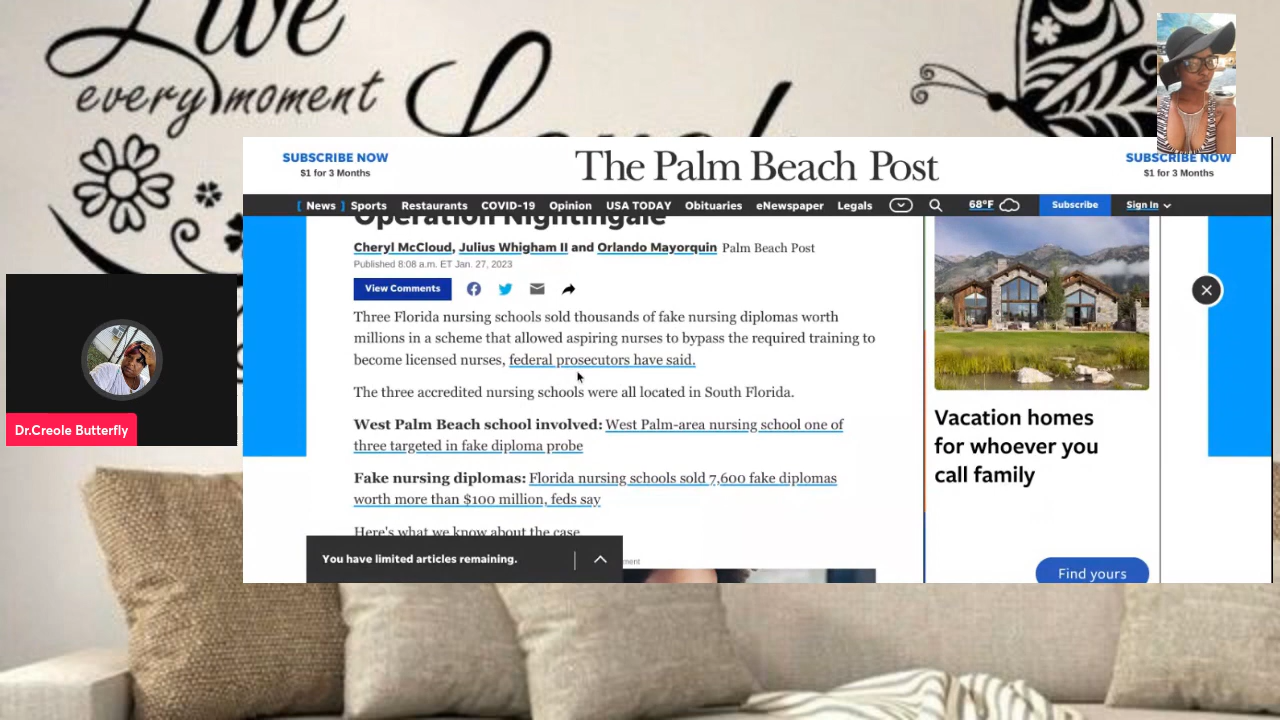 Live
every moment
SUBSCRIBE NOW
$1 for 3 Months
The Palm Beach Post
SUBSCRIBE NOW
$1 for 3 Months
[ News ] Sports Restaurants COVID-19 Opinion USA TODAY Obituaries eNewspaper Legals 68°F Subscribe Sign In
Operation Nightingale
Cheryl McCloud, Julius Whigham II and Orlando Mayorquin Palm Beach Post
Published 8:08 a.m. ET Jan. 27, 2023
View Comments
Three Florida nursing schools sold thousands of fake nursing diplomas worth
millions in a scheme that allowed aspiring nurses to bypass the required training to
become licensed nurses, federal prosecutors have said.
The three accredited nursing schools were all located in South Florida.
West Palm Beach school involved: West Palm-area nursing school one of
three targeted in fake diploma probe
Fake nursing diplomas: Florida nursing schools sold 7,600 fake diplomas
worth more than $100 million, feds say
Here's what we know about the case
You have limited articles remaining.
Vacation homes
for whoever you
call family
Find yours
Dr.Creole Butterfly